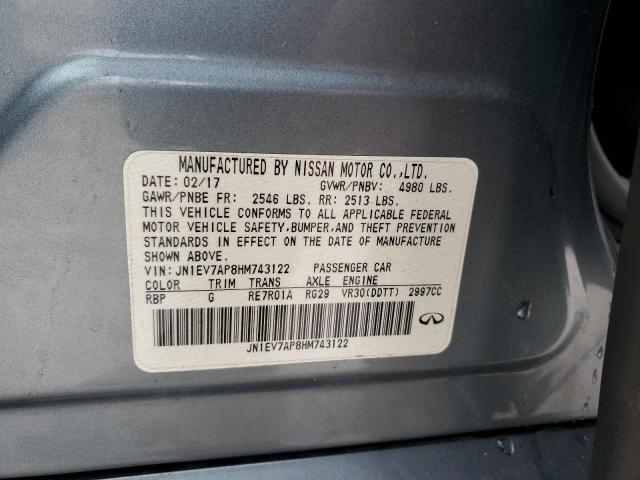 MANUFACTURED BY NISSAN MOTOR CO.,LTD.
DATE: 02/17 GVWR/PNBV: 4980 LBS.
GAWR/PNBE FR: 2546 LBS. RR: 2513 LBS.
THIS VEHICLE CONFORMS TO ALL APPLICABLE FEDERAL
MOTOR VEHICLE SAFETY,BUMPER,AND THEFT PREVENTION
STANDARDS IN EFFECT ON THE DATE OF MANUFACTURE
SHOWN ABOVE.
VIN: JN1EV7AP8HM743122 PASSENGER CAR
COLOR TRIM TRANS AXLE ENGINE
RBP G RE7R01A RG29 VR30(DDTT) 2997CC
JN1EV7AP8HM743122